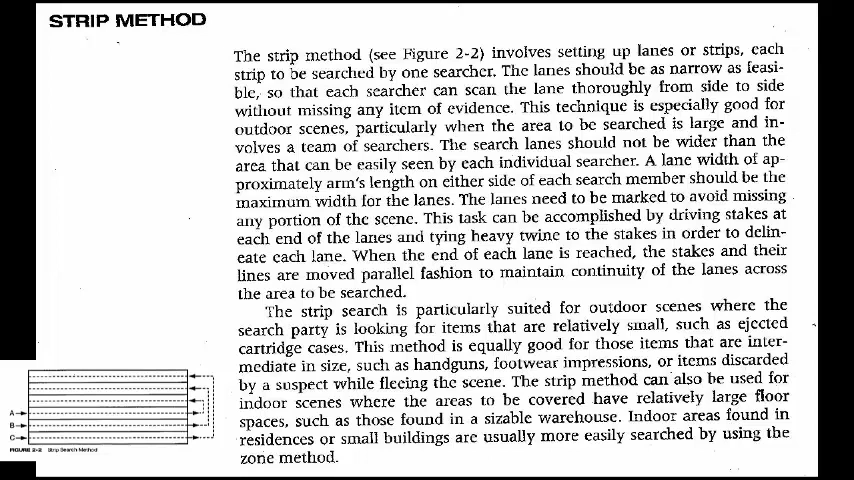 STRIP METHOD
The strip method (see Figure 2-2) involves setting up lanes or strips, each
strip to be searched by one searcher. The lanes should be as narrow as feasi-
ble, so that each searcher can scan the lane thoroughly from side to side
without missing any item of evidence. This technique is especially good for
outdoor scenes, particularly when the area to be searched is large and in-
volves a team of searchers. The search lanes should not be wider than the
area that can be easily seen by each individual searcher. A lane width of ap-
proximately arm's length on either side of each search member should be the
maximum width for the lanes. The lanes need to be marked to avoid missing
any portion of the scene. This task can be accomplished by driving stakes at
each end of the lanes and tying heavy twine to the stakes in order to delin-
eate each lane. When the end of each lane is reached, the stakes and their
lines are moved parallel fashion to maintain continuity of the lanes across
the area to be searched.
The strip search is particularly suited for outdoor scenes where the
search party is looking for items that are relatively small, such as ejected
cartridge cases. This method is equally good for those items that are inter-
mediate in size, such as handguns, footwear impressions, or items discarded
by a suspect while fleeing the scene. The strip method can also be used for
indoor scenes where the areas to be covered have relatively large floor
spaces, such as those found in a sizable warehouse. Indoor areas found in
residences or small buildings are usually more easily searched by using the
zone method.
A
B
C
FIGURE 2-2 Strip Search Method